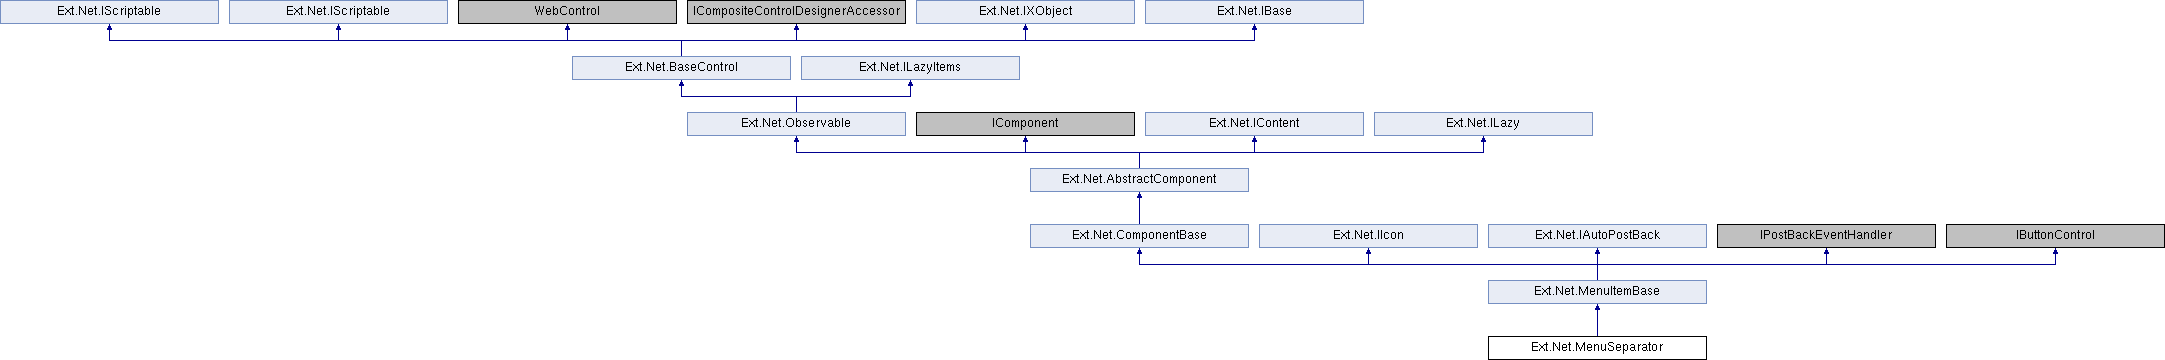 Ext.Net.IScriptable
Ext.Net.IScriptable
WebControl
ICompositeControlDesignerAccessor
Ext.Net.IXObject
Ext.Net.IBase
Ext.Net.BaseControl
Ext.Net.ILazyItems
Ext.Net.Observable
IComponent
Ext.Net.IContent
Ext.Net.ILazy
Ext.Net.AbstractComponent
Ext.Net.ComponentBase
Ext.Net.IIcon
Ext.Net.IAutoPostBack
IPostBackEventHandler
IButtonControl
Ext.Net.MenuItemBase
Ext.Net.MenuSeparator